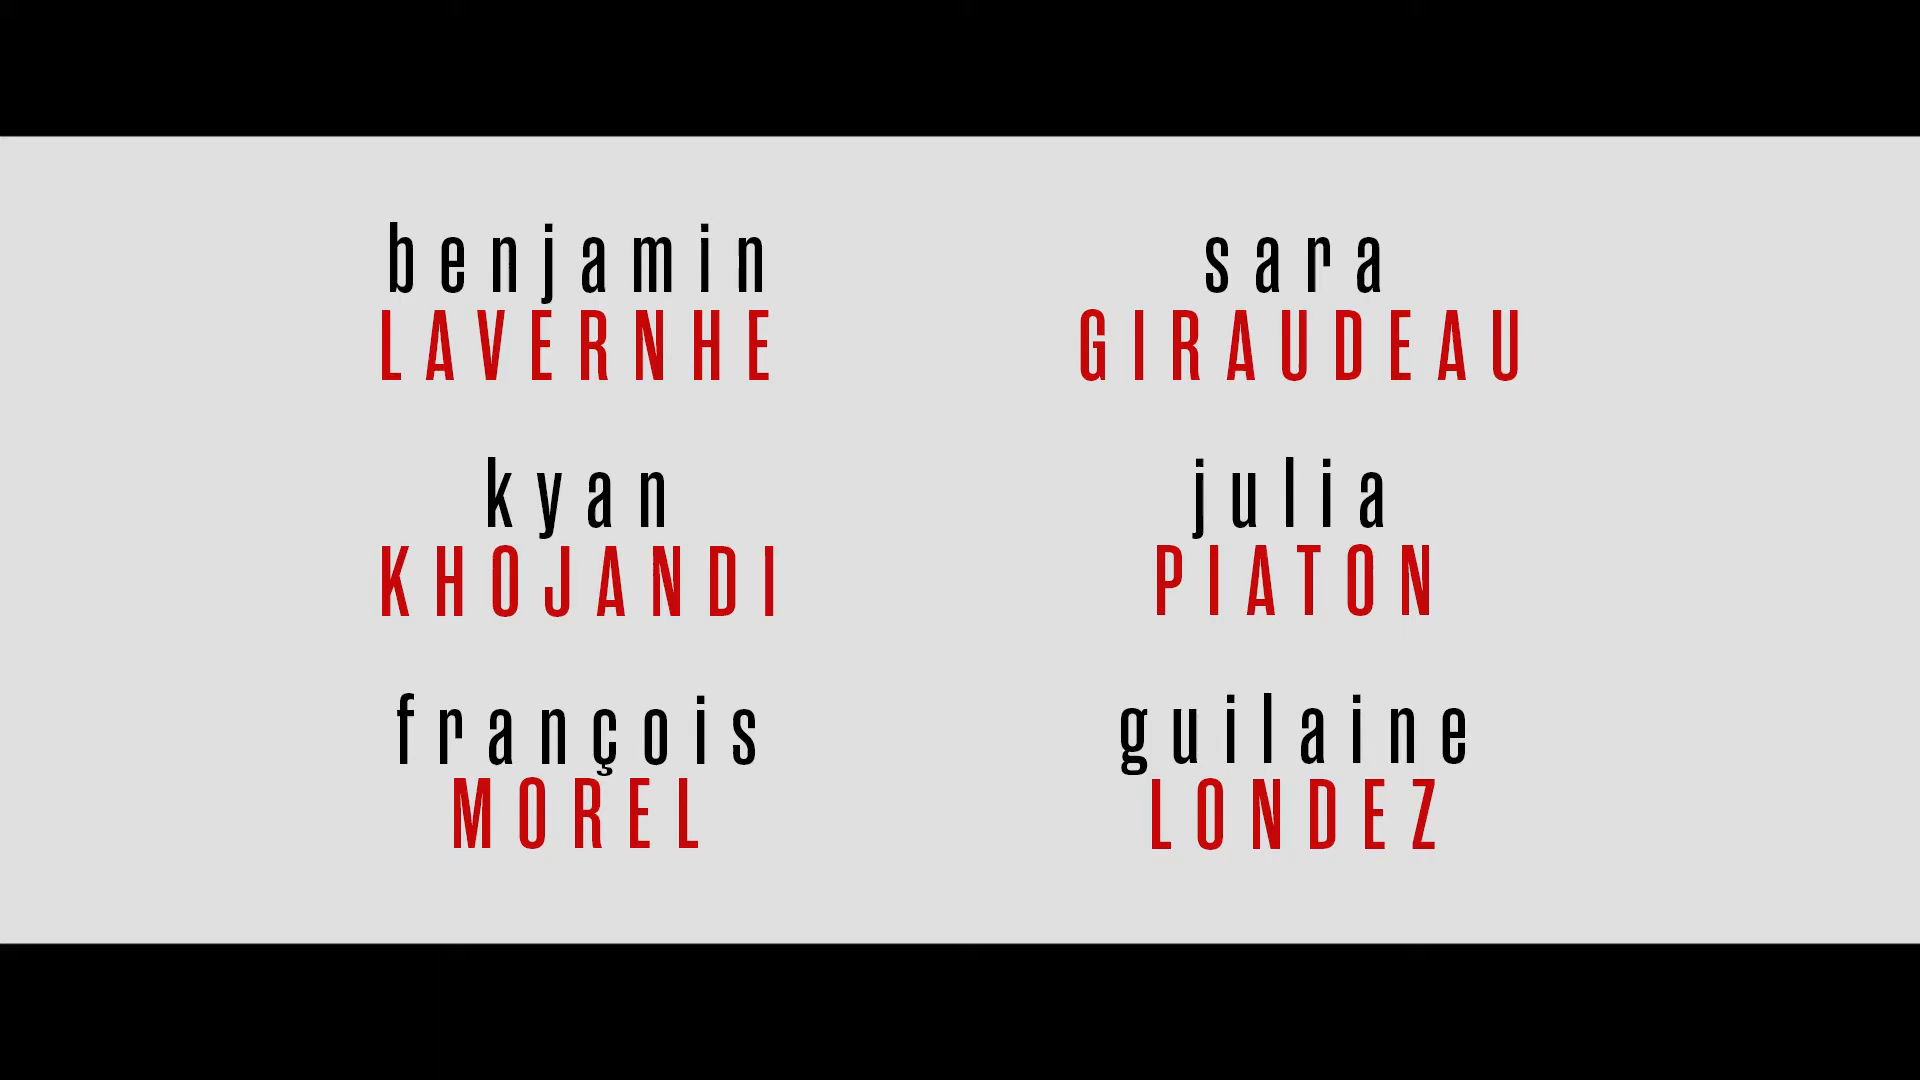 benjamin
LAVERNHE
sara
GIRAUDEAU
kyan
KHOJANDI
julia
PIATON
françois
MOREL
guilaine
LONDEZ